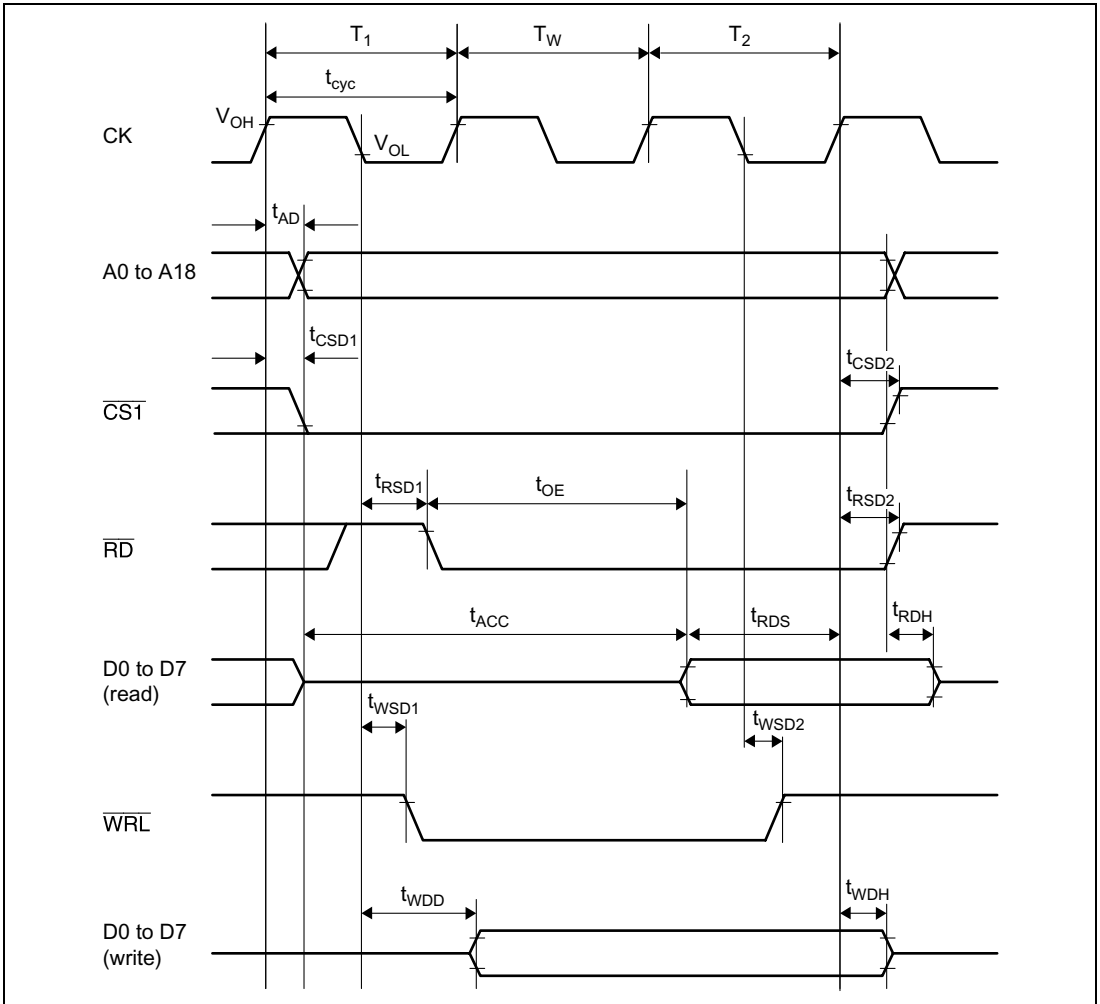 T1 TW T2
tcyc
VOH
CK
VOL
tAD
A0 to A18
tCSD1
tCSD2
CS1
tRSD1 tOE
tRSD2
RD
tACC tRDS tRDH
D0 to D7
(read)
tWSD1
tWSD2
WRL
tWDD tWDH
D0 to D7
(write)